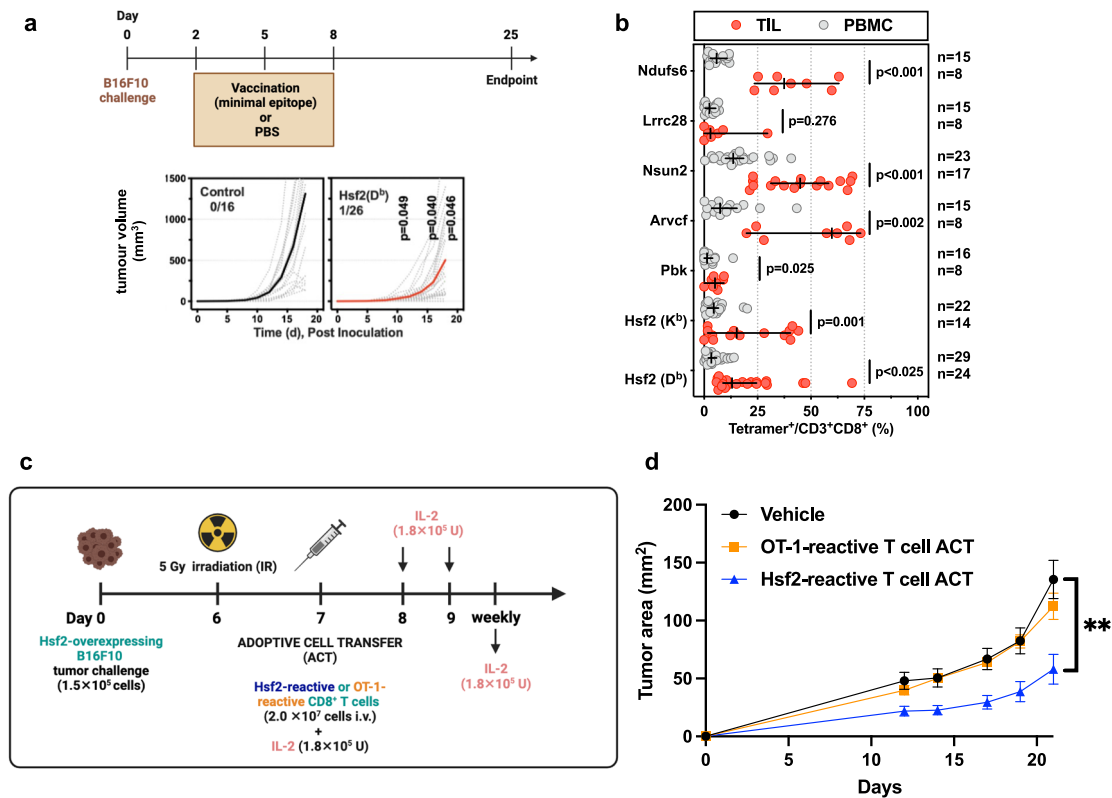 a
Day
0
2
5
8
25
B16F10
challenge
Vaccination
(minimal epitope)
or
PBS
Endpoint
tumour volume
(mm³)
1500
1000
500
0
Control
0/16
Hsf2(Dᵇ)
1/26
p=0.049
p=0.040
p=0.046
0 5 10 15 20
0 5 10 15 20
Time (d), Post Inoculation
b
TIL PBMC
Ndufs6
p<0.001
n=15
n=8
Lrrc28
p=0.276
n=15
n=8
Nsun2
p<0.001
n=23
n=17
Arvcf
p=0.002
n=15
n=8
Pbk
p=0.025
n=16
n=8
Hsf2 (Kᵇ)
p=0.001
n=22
n=14
Hsf2 (Dᵇ)
p<0.025
n=29
n=24
0 25 50 75 100
Tetramer⁺/CD3⁺CD8⁺ (%)
c
5 Gy irradiation (IR)
IL-2
(1.8×10⁵ U)
Day 0
6
7
8
9
weekly
Hsf2-overexpressing
B16F10
tumor challenge
(1.5×10⁵ cells)
ADOPTIVE CELL TRANSFER
(ACT)
Hsf2-reactive or OT-1-
reactive CD8⁺ T cells
(2.0 ×10⁷ cells i.v.)
+
IL-2 (1.8×10⁵ U)
IL-2
(1.8×10⁵ U)
d
Tumor area (mm²)
200
150
100
50
0
Vehicle
OT-1-reactive T cell ACT
Hsf2-reactive T cell ACT
**
0 5 10 15 20
Days